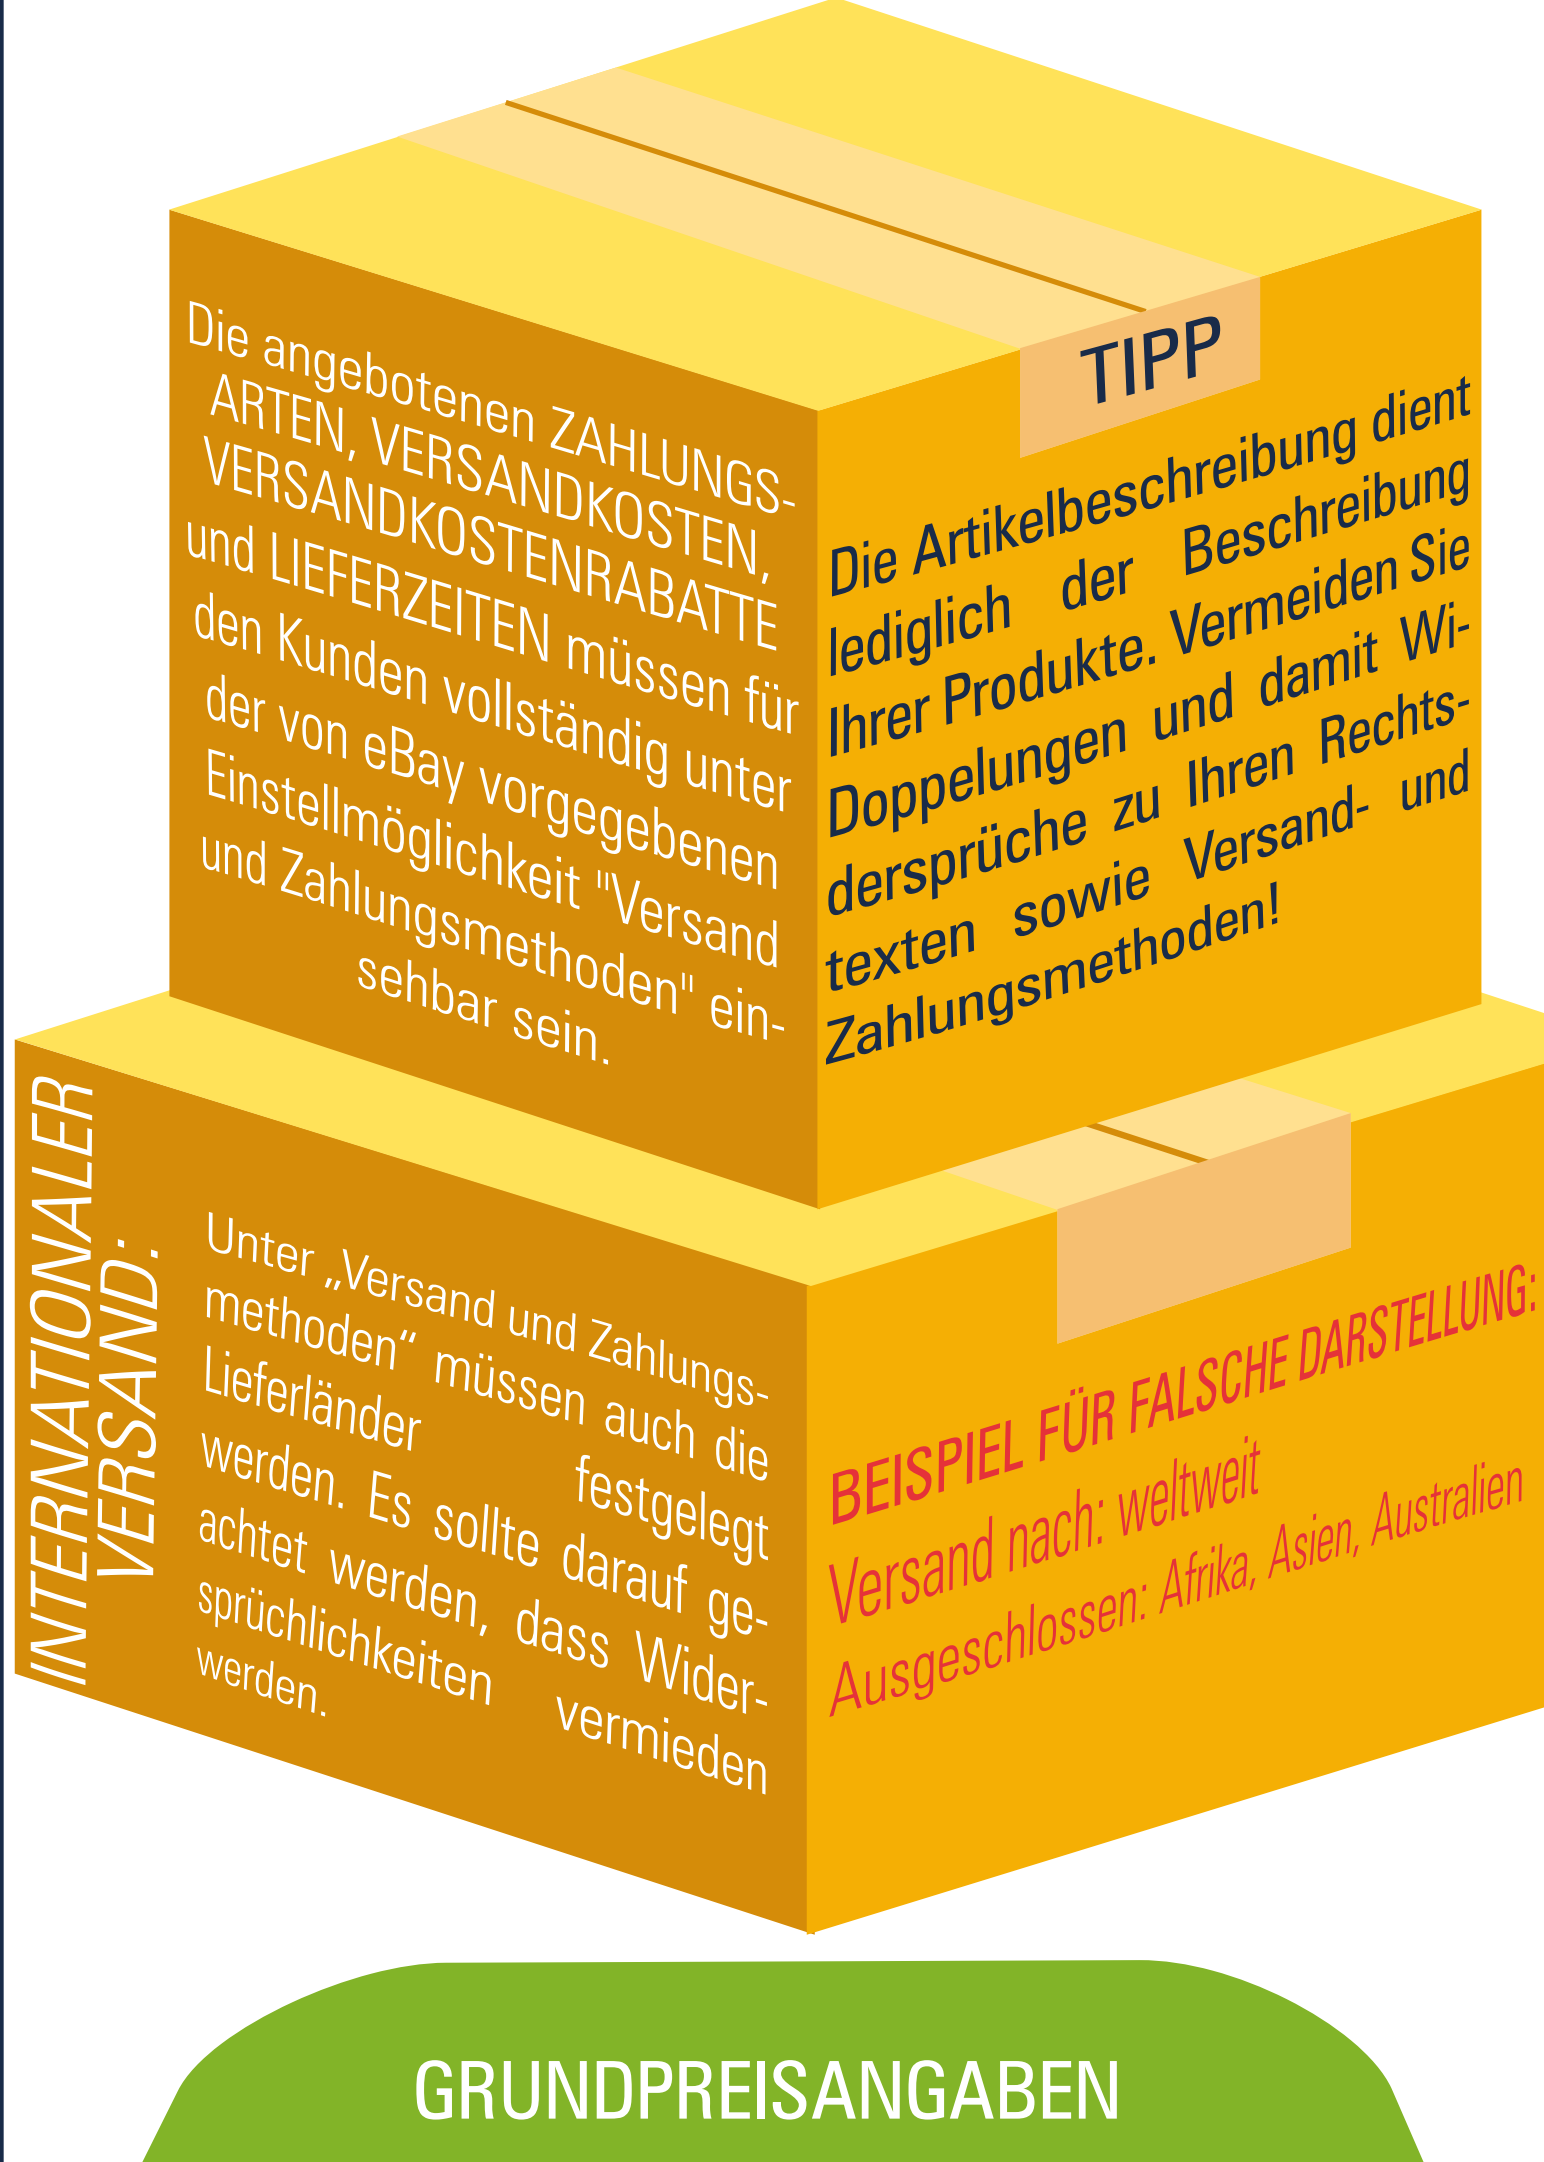 Die angebotenen ZAHLUNGS-
ARTEN, VERSANDKOSTEN,
VERSANDKOSTENRABATTE
und LIEFERZEITEN müssen für
den Kunden vollständig unter
der von eBay vorgegebenen
Einstellmöglichkeit "Versand
und Zahlungsmethoden" ein-
sehbar sein.
TIPP
Die Artikelbeschreibung dient
lediglich der Beschreibung
Ihrer Produkte. Vermeiden Sie
Doppelungen und damit Wi-
dersprüche zu Ihren Rechts-
texten sowie Versand- und
Zahlungsmethoden!
INTERNATIONALER
VERSAND:
Unter „Versand und Zahlungs-
methoden“ müssen auch die
Lieferländer festgelegt
werden. Es sollte darauf ge-
achtet werden, dass Wider-
sprüchlichkeiten vermieden
werden.
BEISPIEL FÜR FALSCHE DARSTELLUNG:
Versand nach: weltweit
Ausgeschlossen: Afrika, Asien, Australien
GRUNDPREISANGABEN